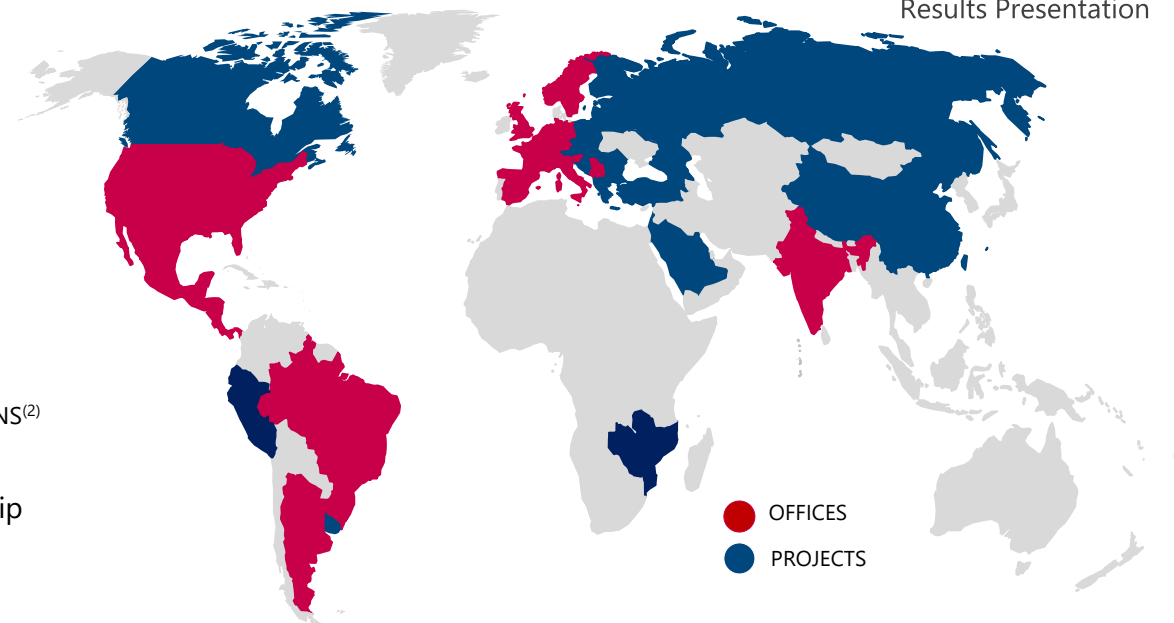 Results Presentation
NS(2)
ip
OFFICES
PROJECTS